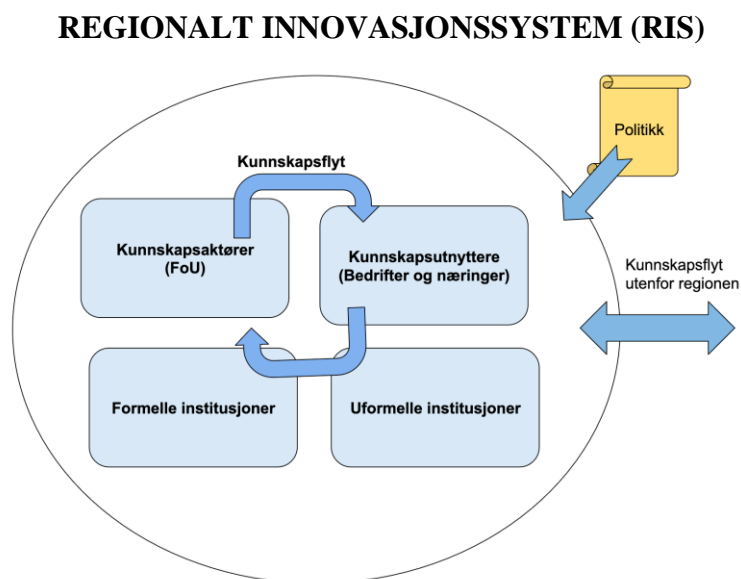 REGIONALT INNOVASJONSSYSTEM (RIS)
Politikk
Kunnskapsflyt
Kunnskapsaktører
(FoU)
Kunnskapsutnyttere
(Bedrifter og næringer)
Kunnskapsflyt
utenfor regionen
Formelle institusjoner
Uformelle institusjoner